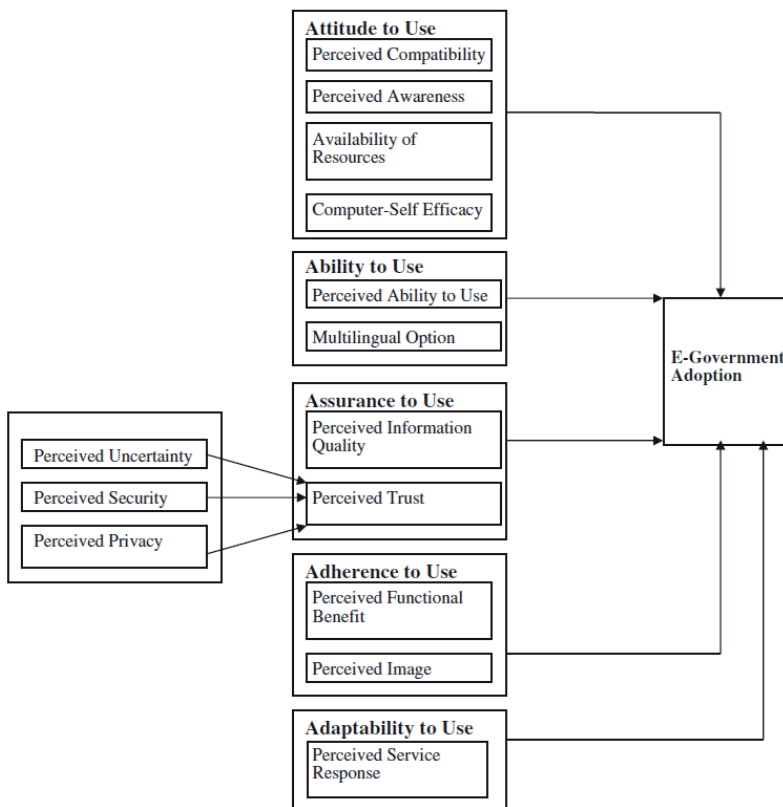 Attitude to Use
Perceived Compatibility
Perceived Awareness
Availability of
Resources
Computer-Self Efficacy
Ability to Use
Perceived Ability to Use
Multilingual Option
E-Government
Adoption
Assurance to Use
Perceived Information
Quality
Perceived Trust
Perceived Uncertainty
Perceived Security
Perceived Privacy
Adherence to Use
Perceived Functional
Benefit
Perceived Image
Adaptability to Use
Perceived Service
Response